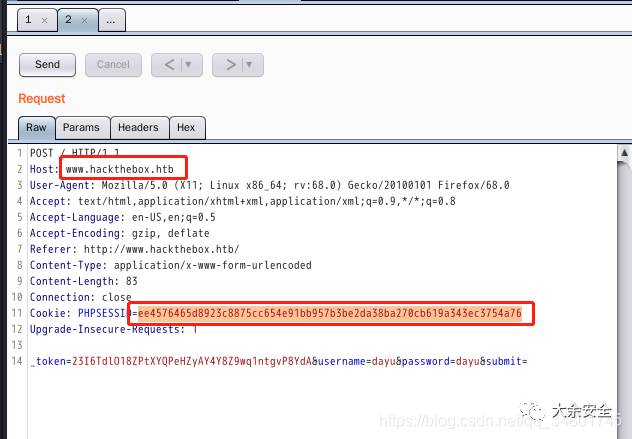 1 × 2 × ...
Send Cancel < | ▼ > | ▼
Request
Raw Params Headers Hex
1 POST / HTTP/1.1
2 Host: www.hackthebox.htb
3 User-Agent: Mozilla/5.0 (X11; Linux x86_64; rv:68.0) Gecko/20100101 Firefox/68.0
4 Accept: text/html,application/xhtml+xml,application/xml;q=0.9,*/*;q=0.8
5 Accept-Language: en-US,en;q=0.5
6 Accept-Encoding: gzip, deflate
7 Referer: http://www.hackthebox.htb/
8 Content-Type: application/x-www-form-urlencoded
9 Content-Length: 83
10 Connection: close
11 Cookie: PHPSESSID=ee4576465d8923c8875cc654e91bb957b3be2da38ba270cb619a343ec3754a76
12 Upgrade-Insecure-Requests: 1
13
14 _token=23I6TdlO18ZPtXYQPeHZyAY4Y8Z9wq1ntgvP8YdA&username=dayu&password=dayu&submit=
大余安全
https://blog.csdn.net/qq_34801745